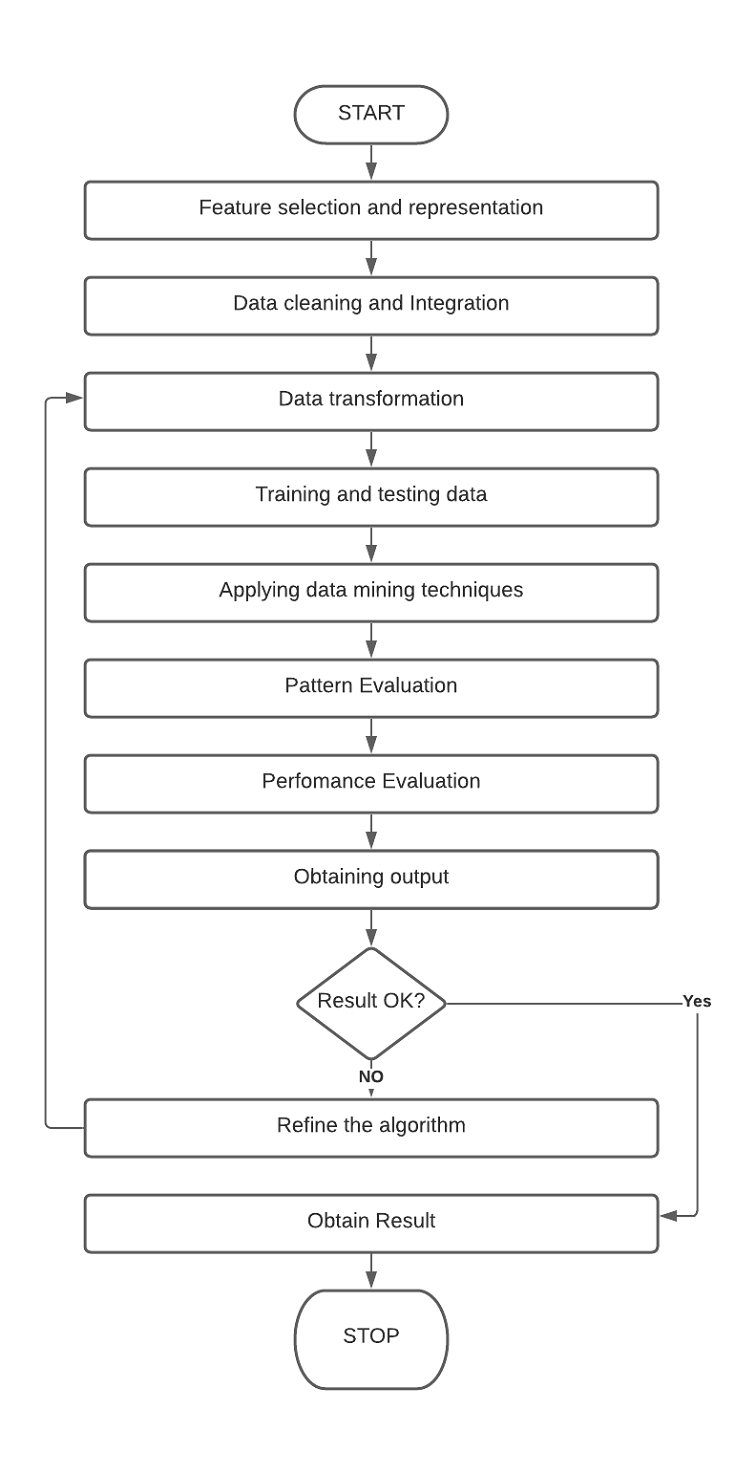 START
Feature selection and representation
Data cleaning and Integration
Data transformation
Training and testing data
Applying data mining techniques
Pattern Evaluation
Perfomance Evaluation
Obtaining output
Result OK?
Yes
NO
Refine the algorithm
Obtain Result
STOP